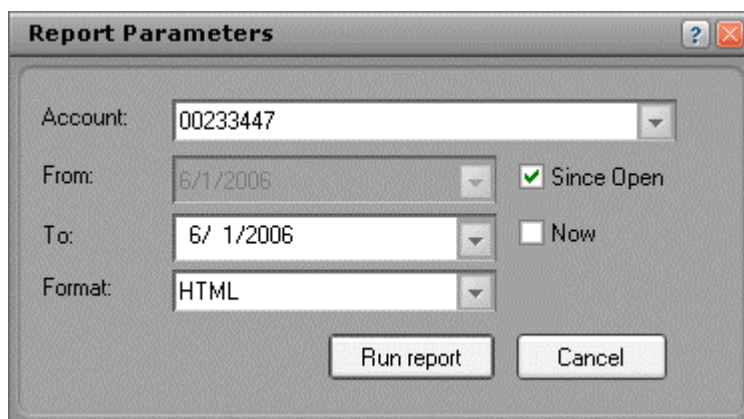 Report Parameters ?
Account: 00233447
From: 6/1/2006 Since Open
To: 6/ 1/2006 Now
Format: HTML
Run report Cancel